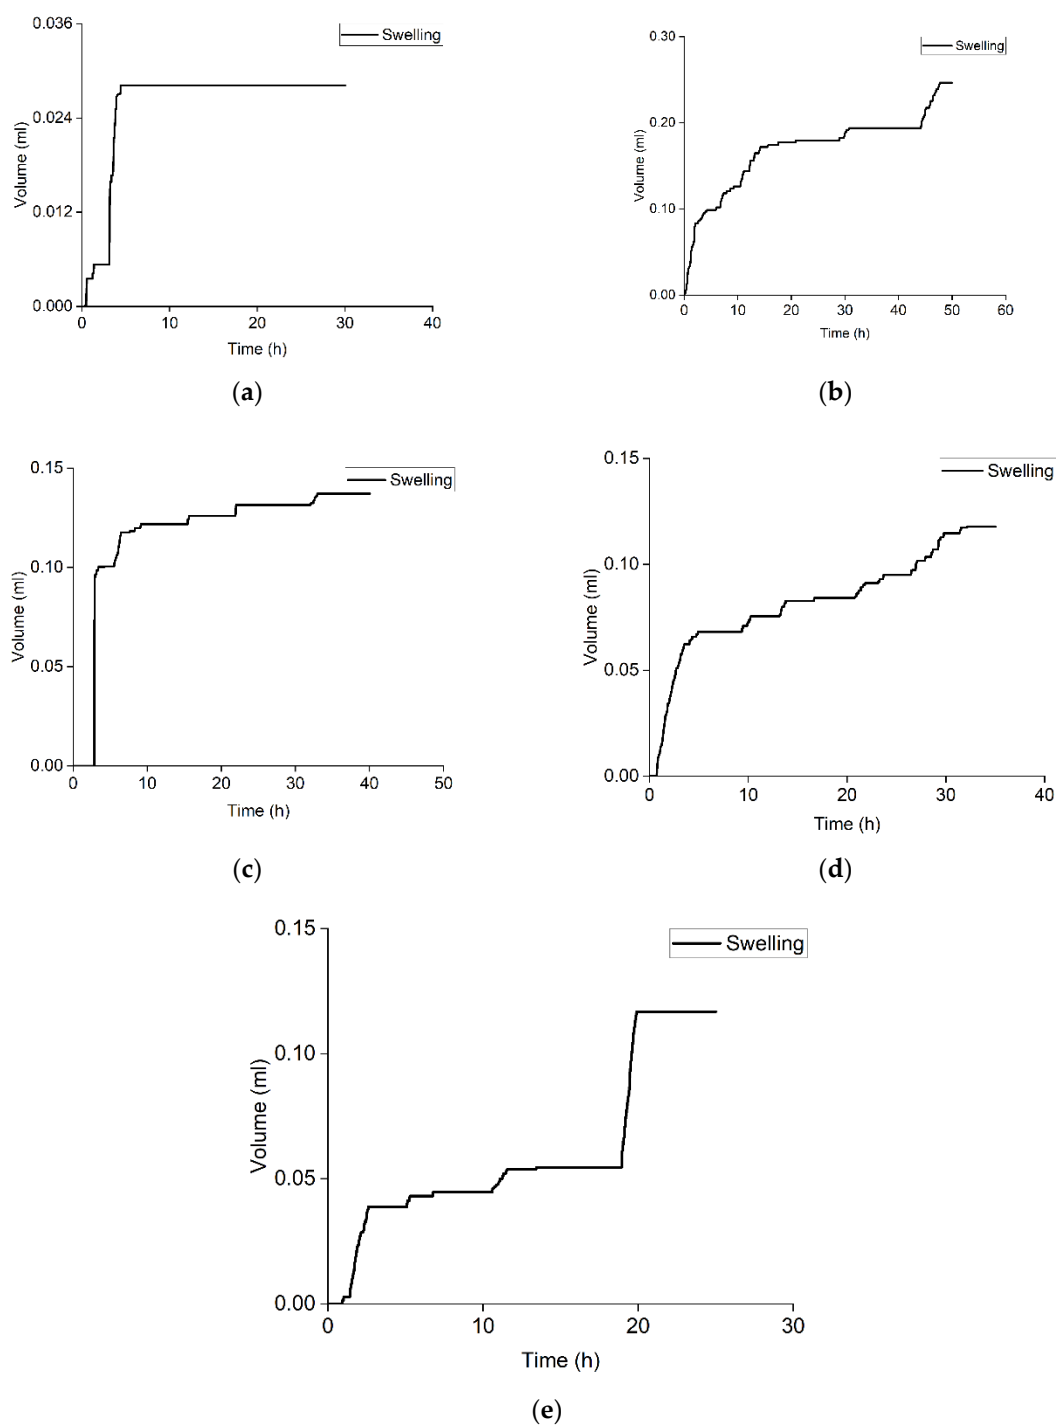 0.036
Swelling
0.024
0.012
0.000
Volume (ml)
0 10 20 30 40
Time (h)
(a)
0.30
Swelling
0.20
0.10
0.00
Volume (ml)
0 10 20 30 40 50 60
Time (h)
(b)
0.15
Swelling
0.10
0.05
0.00
Volume (ml)
0 10 20 30 40 50
Time (h)
(c)
0.15
Swelling
0.10
0.05
0.00
Volume (ml)
0 10 20 30 40
Time (h)
(d)
0.15
Swelling
0.10
0.05
0.00
Volume (ml)
0 10 20 30
Time (h)
(e)